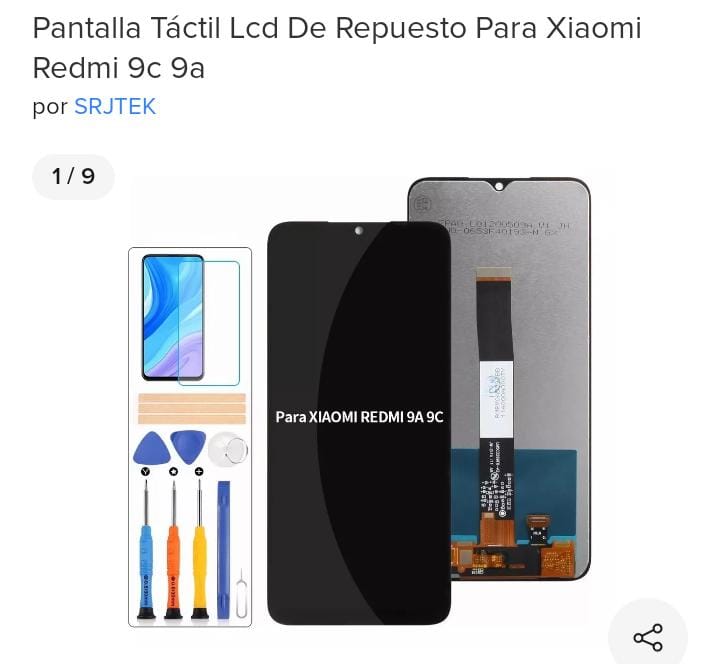 Pantalla Táctil Lcd De Repuesto Para Xiaomi
Redmi 9c 9a
por SRJTEK
1 / 9
Para XIAOMI REDMI 9A 9C